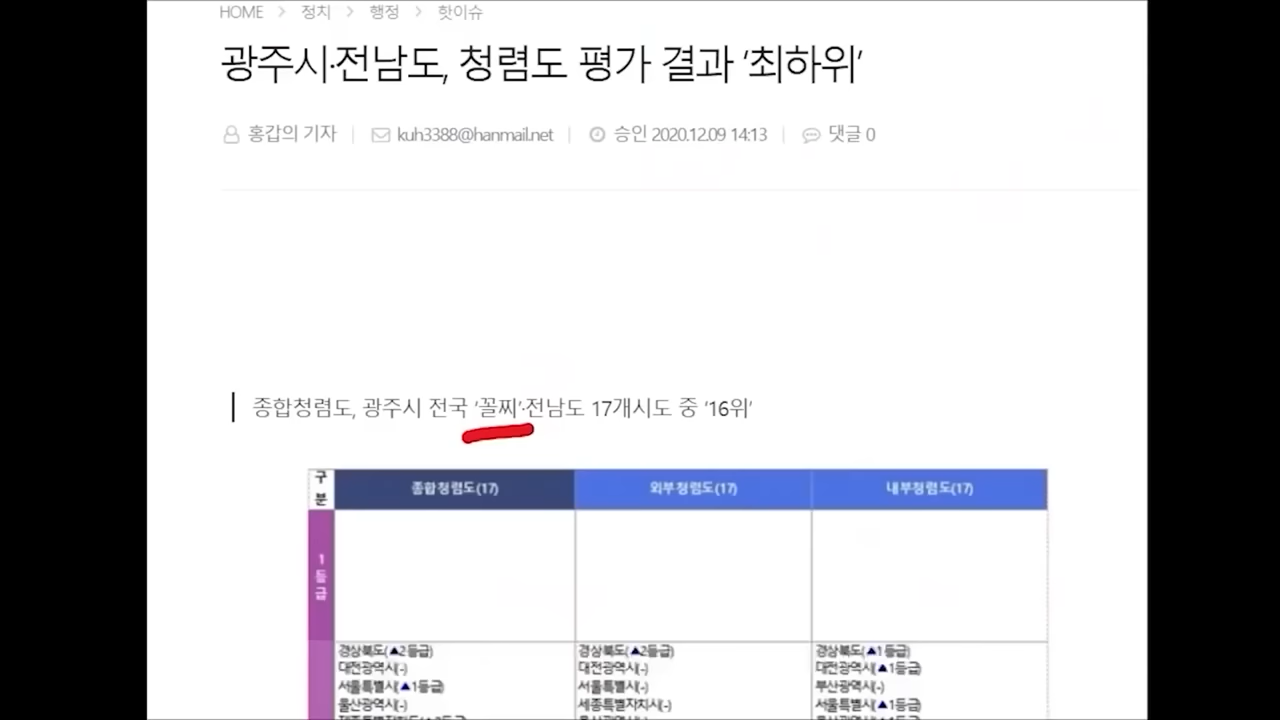 HOME > 정치 > 행정 > 핫이슈
광주시·전남도, 청렴도 평가 결과 ‘최하위’
홍갑의 기자 | kuh3388@hanmail.net | 승인 2020.12.09 14:13 | 댓글 0
종합청렴도, 광주시 전국 ‘꼴찌’·전남도 17개시도 중 ‘16위’
구분 종합청렴도(17) 외부청렴도(17) 내부청렴도(17)
1등급
경상북도(▲2등급) 경상북도(▲2등급) 경상북도(▲1등급)
대전광역시(-) 대전광역시(-) 대전광역시(▲1등급)
서울특별시(▲1등급) 서울특별시(-) 부산광역시(-)
울산광역시(-) 세종특별자치시(-) 서울특별시(▲1등급)